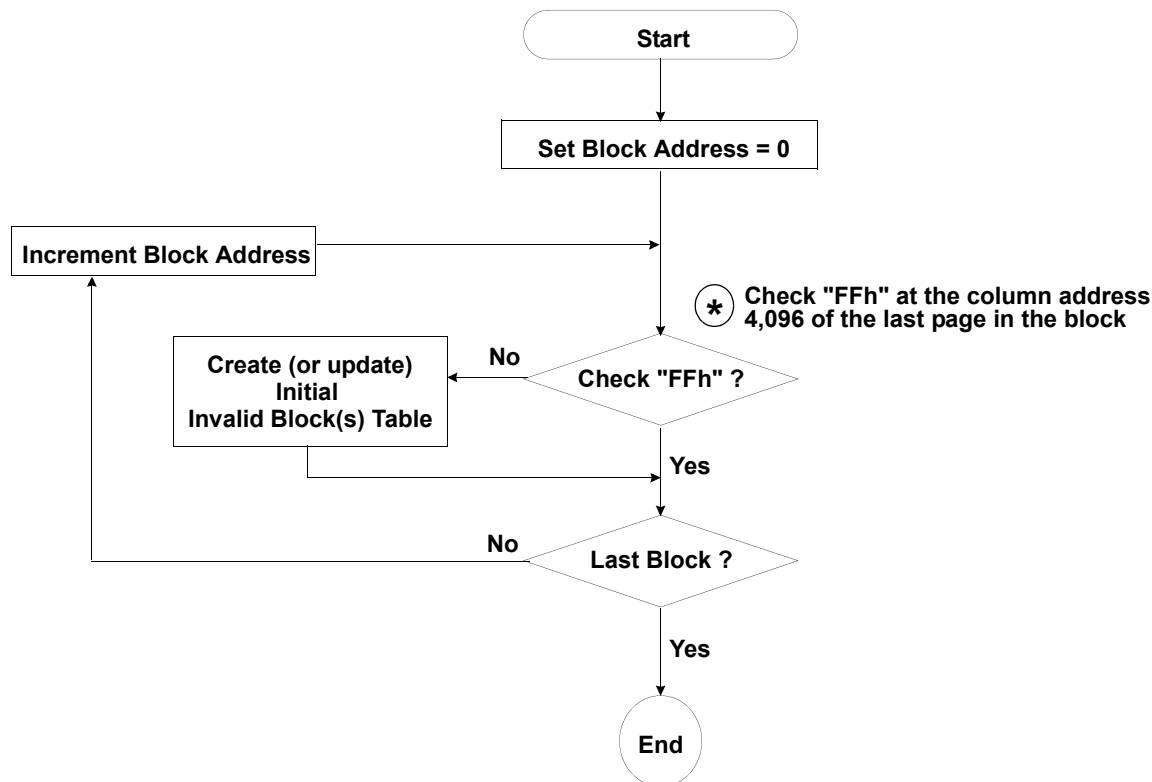 Start
Set Block Address = 0
Increment Block Address
* Check "FFh" at the column address
4,096 of the last page in the block
No
Create (or update)
Initial
Invalid Block(s) Table
Check "FFh" ?
Yes
No
Last Block ?
Yes
End